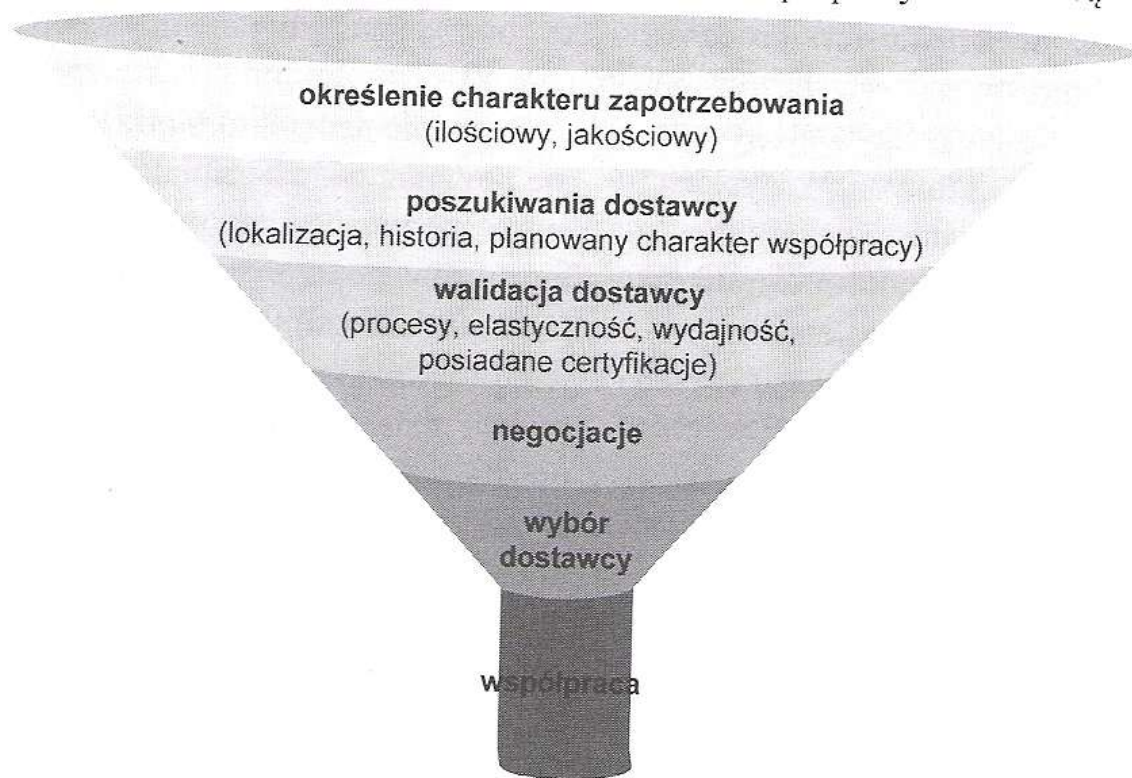 określenie charakteru zapotrzebowania
(ilościowy, jakościowy)
poszukiwania dostawcy
(lokalizacja, historia, planowany charakter współpracy)
walidacja dostawcy
(procesy, elastyczność, wydajność,
posiadane certyfikacje)
negocjacje
wybór
dostawcy
współpraca